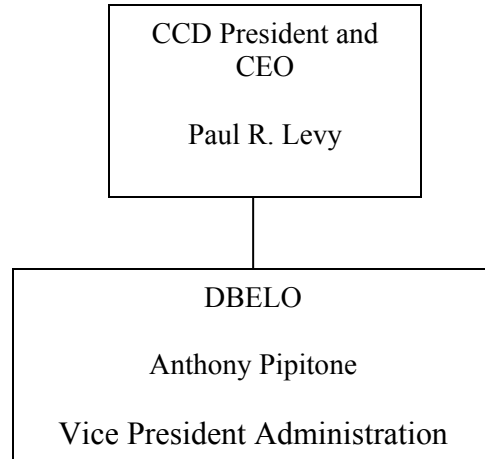 CCD President and
CEO
Paul R. Levy
DBELO
Anthony Pipitone
Vice President Administration